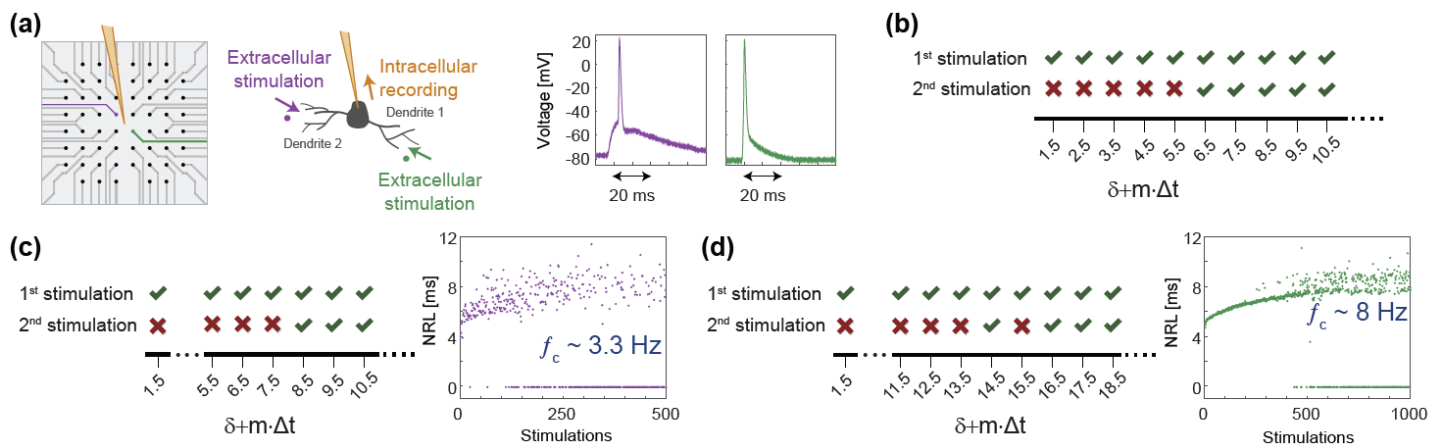 (a)
Extracellular
stimulation
Intracellular
recording
Dendrite 1
Dendrite 2
Extracellular
stimulation
Voltage [mV]
20
0
-20
-40
-60
-80
20 ms
20 ms
(b)
1st stimulation
2nd stimulation
1.5 2.5 3.5 4.5 5.5 6.5 7.5 8.5 9.5 10.5
δ+m·Δt
(c)
1st stimulation
2nd stimulation
1.5 5.5 6.5 7.5 8.5 9.5 10.5
δ+m·Δt
NRL [ms]
12
8
4
0
fc ~ 3.3 Hz
0 250 500
Stimulations
(d)
1st stimulation
2nd stimulation
1.5 11.5 12.5 13.5 14.5 15.5 16.5 17.5 18.5
δ+m·Δt
NRL [ms]
12
8
4
0
fc ~ 8 Hz
0 500 1000
Stimulations